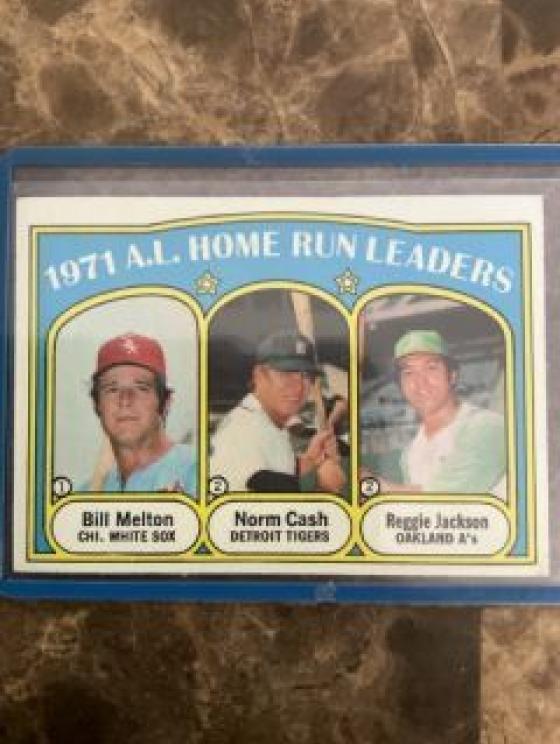 1971 A.L. HOME RUN LEADERS
1
Bill Melton
CHI. WHITE SOX
2
Norm Cash
DETROIT TIGERS
2
Reggie Jackson
OAKLAND A's